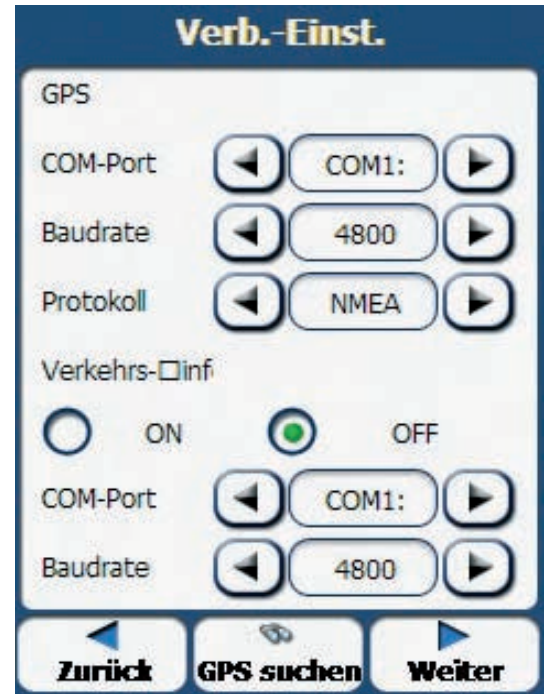 Verb.-Einst.
GPS
COM-Port COM1:
Baudrate 4800
Protokoll NMEA
Verkehrs-□inf
ON OFF
COM-Port COM1:
Baudrate 4800
Zurück GPS suchen Weiter